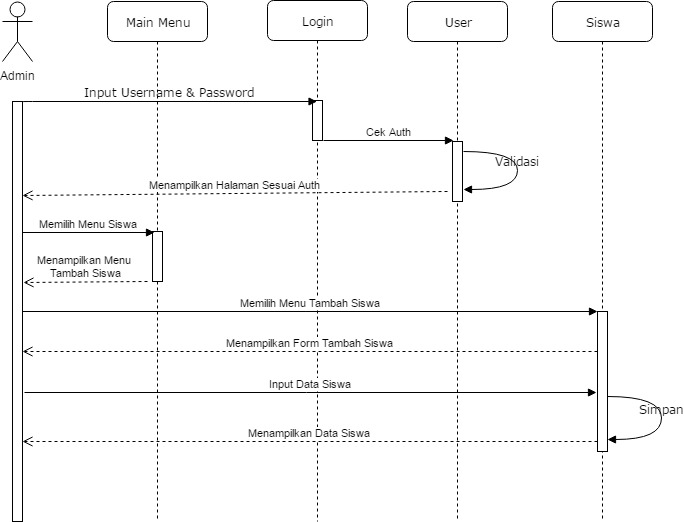 Main Menu
Login
User
Siswa
Admin
Input Username & Password
Cek Auth
Validasi
Menampilkan Halaman Sesuai Auth
Memilih Menu Siswa
Menampilkan Menu
Tambah Siswa
Memilih Menu Tambah Siswa
Menampilkan Form Tambah Siswa
Input Data Siswa
Simpan
Menampilkan Data Siswa